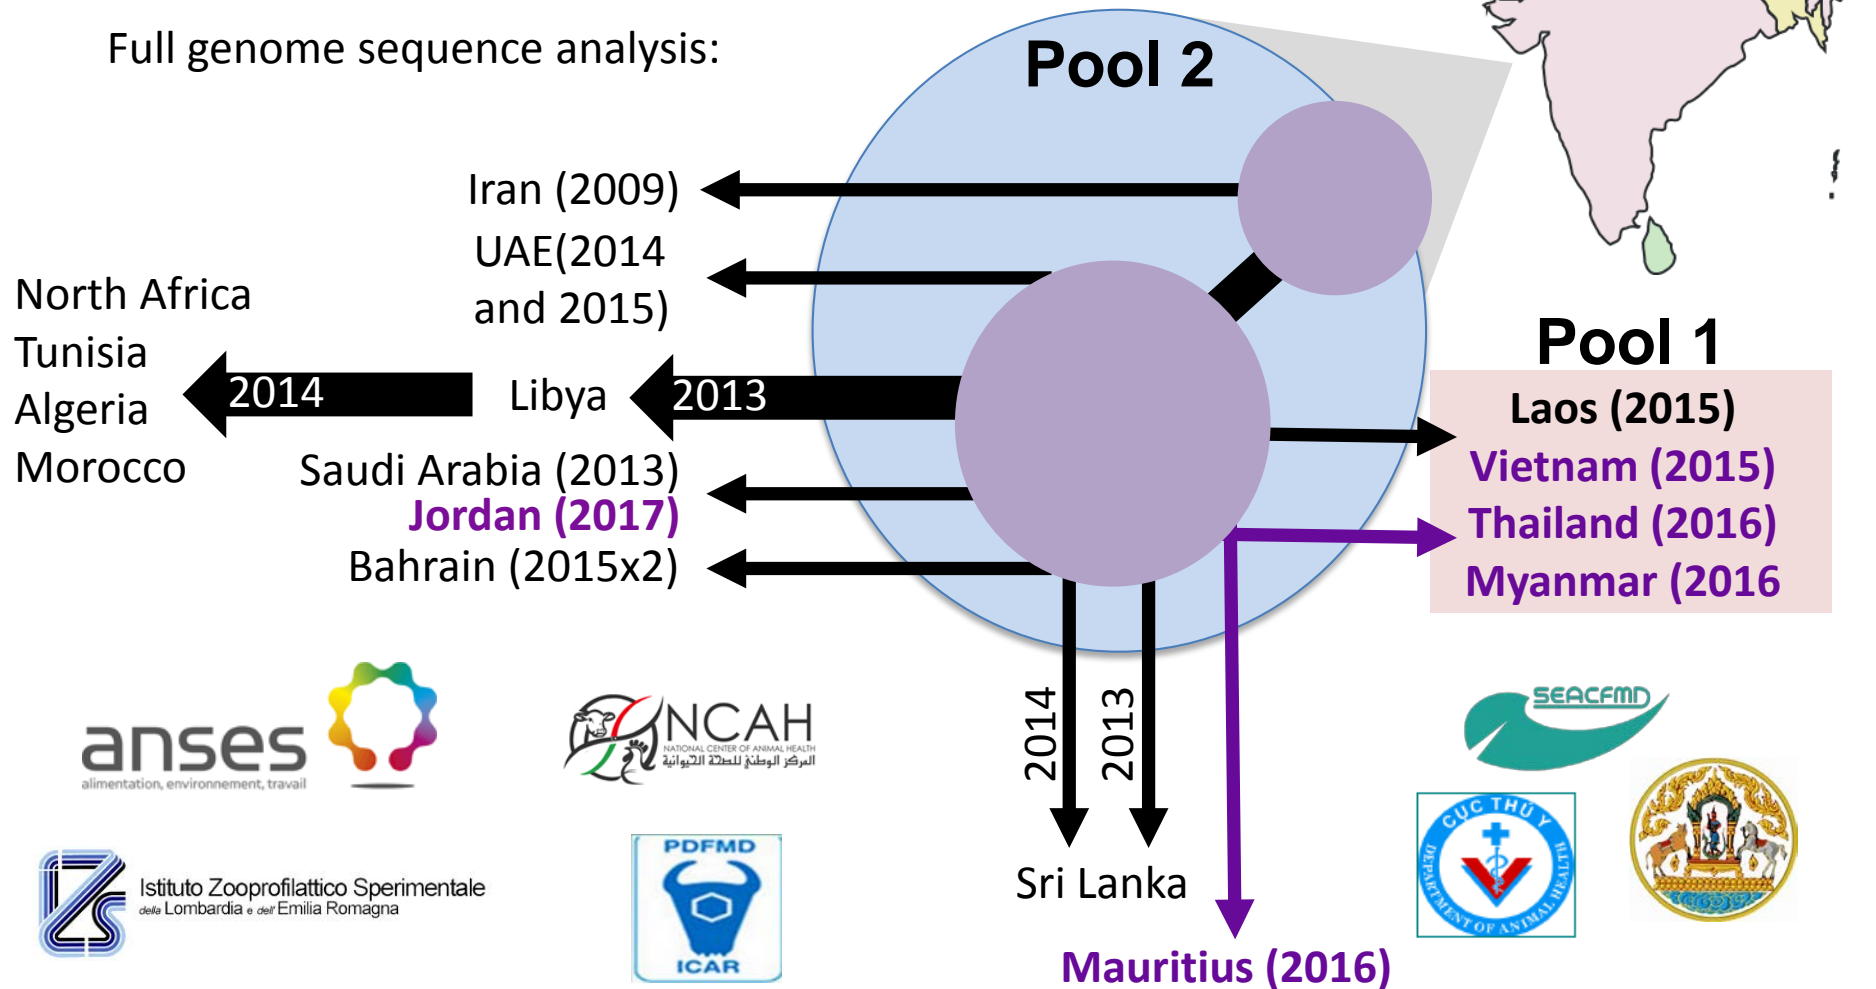 Full genome sequence analysis:
Pool 2
Iran (2009)
UAE(2014
and 2015)
North Africa
Tunisia
Algeria
Morocco
2014
Libya
2013
Saudi Arabia (2013)
Jordan (2017)
Bahrain (2015x2)
Pool 1
Laos (2015)
Vietnam (2015)
Thailand (2016)
Myanmar (2016
2014
2013
Sri Lanka
Mauritius (2016)
anses
alimentation, environnement, travail
NCAH
NATIONAL CENTER OF ANIMAL HEALTH
المركز الوطني للصحة الحيوانية
Istituto Zooprofilattico Sperimentale
della Lombardia e dell'Emilia Romagna
PDFMD
ICAR
SEACFMD
CỤC THÚ Y
DEPARTMENT OF ANIMAL HEALTH